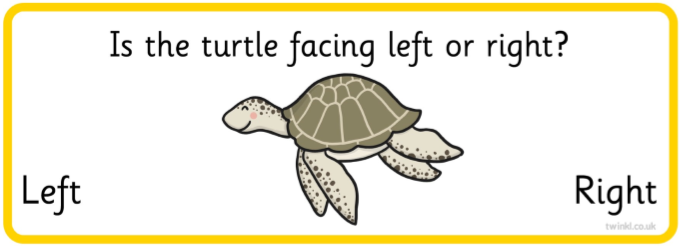 Is the turtle facing left or right?
Left
Right
twinkl.co.uk